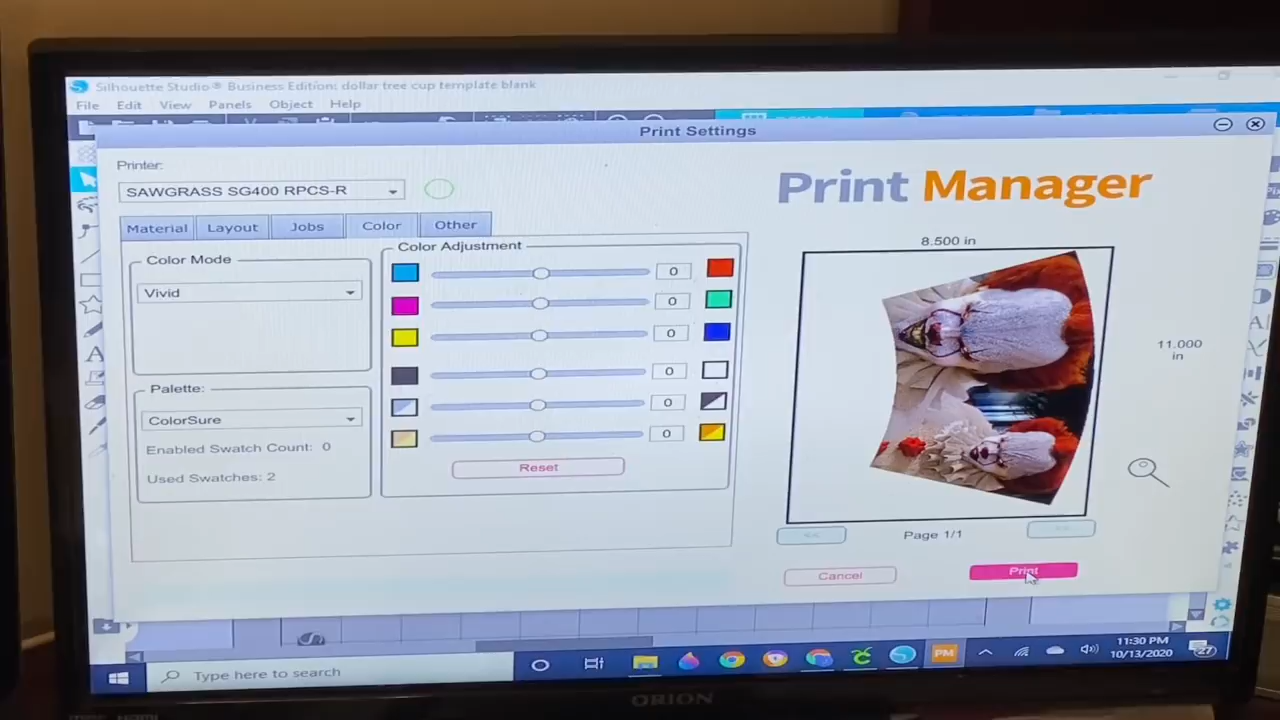 Silhouette Studio® Business Edition: dollar tree cup template blank
File Edit View Panels Object Help
Print Settings
Printer:
SAWGRASS SG400 RPCS-R
Print Manager
Material Layout Jobs Color Other
8.500 in
Color Mode
Color Adjustment
Vivid
0
0
0
11.000
in
0
Palette:
0
ColorSure
0
Enabled Swatch Count: 0
Reset
Used Swatches: 2
<<
Page 1/1
>>
Cancel
Print
Type here to search
PM
11:30 PM
10/13/2020
27
ORION